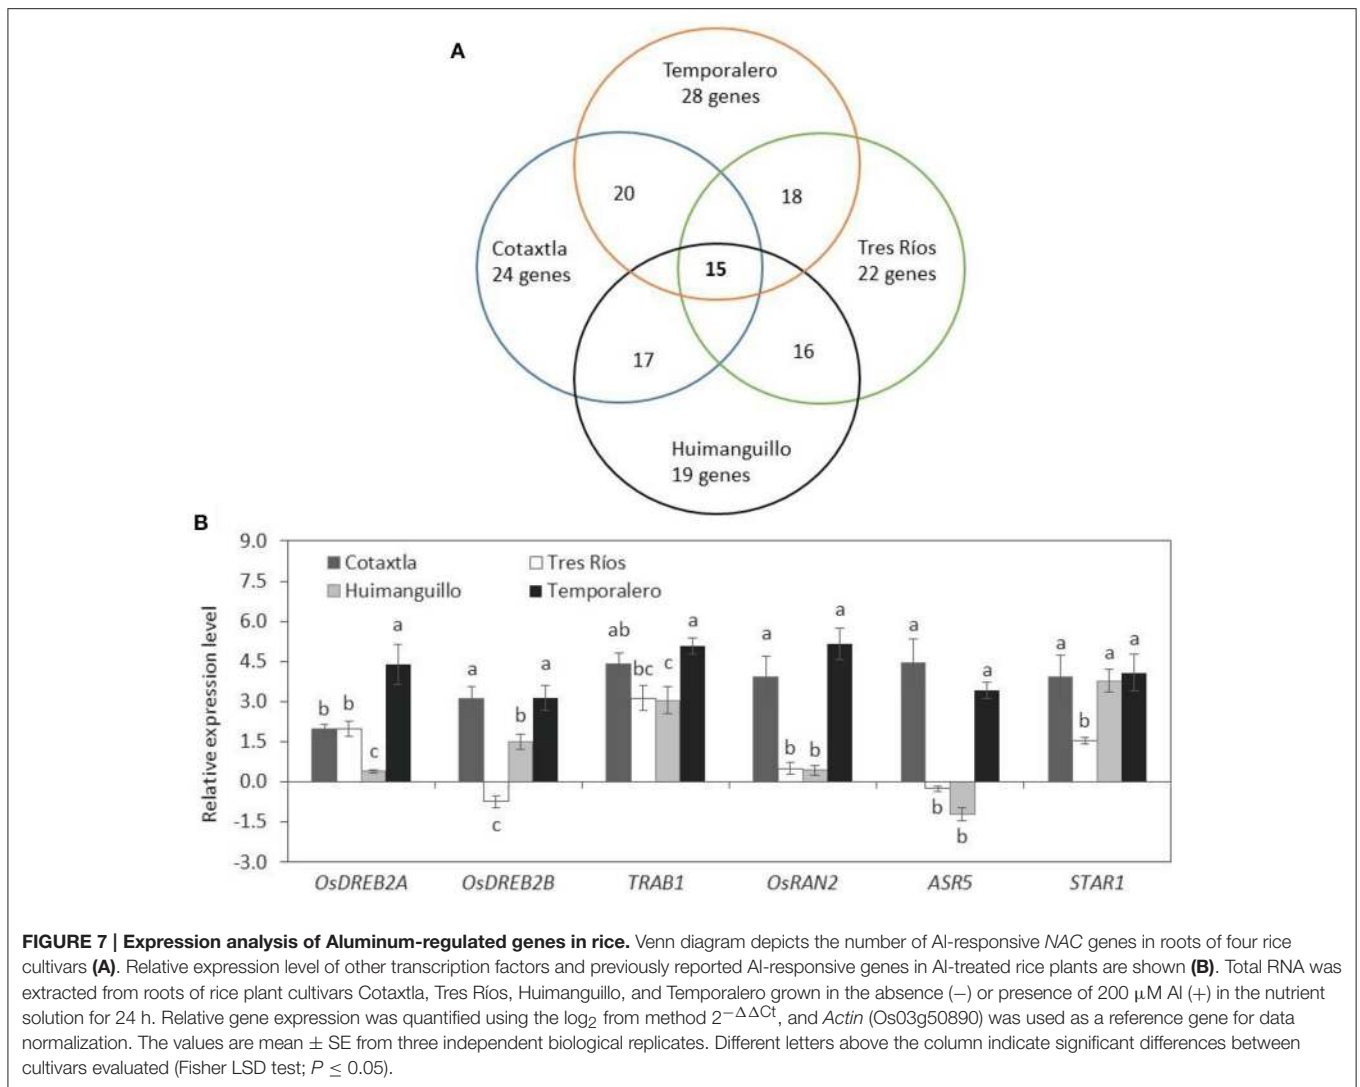 A
Temporalero
28 genes
20
18
Cotaxtla
24 genes
15
Tres Ríos
22 genes
17
16
Huimanguillo
19 genes
B
9.0
7.5
6.0
4.5
3.0
1.5
0.0
-1.5
-3.0
Relative expression level
Cotaxtla
Tres Ríos
Huimanguillo
Temporalero
b b c a
a c b a
ab bc c a
a b b a
a b b a
a b a a
OsDREB2A OsDREB2B TRAB1 OsRAN2 ASR5 STAR1
FIGURE 7 | Expression analysis of Aluminum-regulated genes in rice. Venn diagram depicts the number of Al-responsive NAC genes in roots of four rice
cultivars (A). Relative expression level of other transcription factors and previously reported Al-responsive genes in Al-treated rice plants are shown (B). Total RNA was
extracted from roots of rice plant cultivars Cotaxtla, Tres Ríos, Huimanguillo, and Temporalero grown in the absence (−) or presence of 200 μM Al (+) in the nutrient
solution for 24 h. Relative gene expression was quantified using the log₂ from method 2^−ΔΔCt, and Actin (Os03g50890) was used as a reference gene for data
normalization. The values are mean ± SE from three independent biological replicates. Different letters above the column indicate significant differences between
cultivars evaluated (Fisher LSD test; P ≤ 0.05).